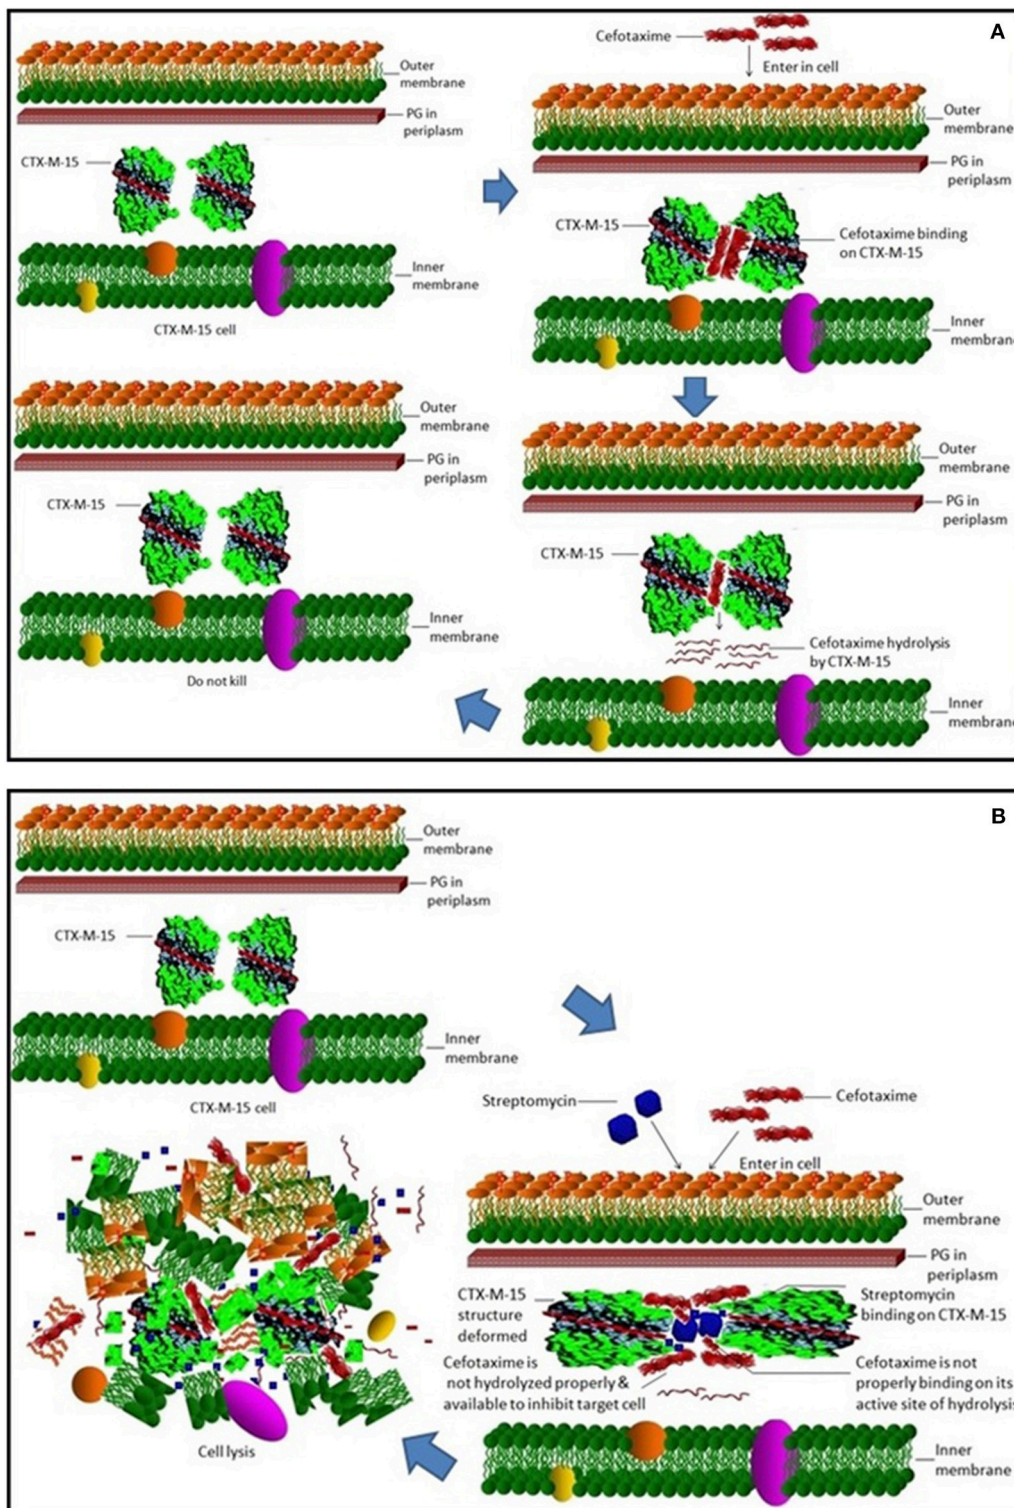 A
Outer
membrane
PG in
periplasm
CTX-M-15
Inner
membrane
CTX-M-15 cell
Cefotaxime
Enter in cell
Outer
membrane
PG in
periplasm
CTX-M-15
Cefotaxime binding
on CTX-M-15
Inner
membrane
Outer
membrane
PG in
periplasm
CTX-M-15
Cefotaxime hydrolysis
by CTX-M-15
Inner
membrane
Outer
membrane
PG in
periplasm
CTX-M-15
Inner
membrane
Do not kill
B
Outer
membrane
PG in
periplasm
CTX-M-15
Inner
membrane
CTX-M-15 cell
Streptomycin
Cefotaxime
Enter in cell
Outer
membrane
PG in
periplasm
CTX-M-15
structure
deformed
Streptomycin
binding on CTX-M-15
Cefotaxime is
not hydrolyzed properly &
available to inhibit target cell
Cefotaxime is not
properly binding on its
active site of hydrolysis
Inner
membrane
Cell lysis